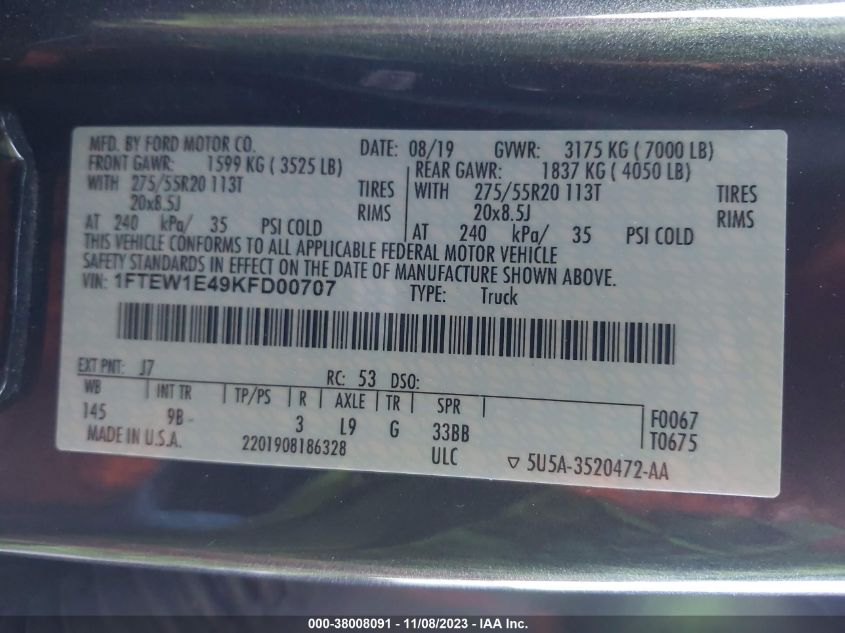 MFD. BY FORD MOTOR CO.
DATE: 08/19 GVWR: 3175 KG ( 7000 LB)
FRONT GAWR: 1599 KG ( 3525 LB)
WITH 275/55R20 113T TIRES
20x8.5J RIMS
AT 240 kPa/ 35 PSI COLD
REAR GAWR: 1837 KG ( 4050 LB)
WITH 275/55R20 113T TIRES
20x8.5J RIMS
AT 240 kPa/ 35 PSI COLD
THIS VEHICLE CONFORMS TO ALL APPLICABLE FEDERAL MOTOR VEHICLE
SAFETY STANDARDS IN EFFECT ON THE DATE OF MANUFACTURE SHOWN ABOVE.
VIN: 1FTEW1E49KFD00707 TYPE: Truck
EXT PNT: J7 RC: 53 DSO:
WB INT TR TP/PS R AXLE TR SPR
145 9B - 3 L9 G 33BB
F0067
T0675
MADE IN U.S.A. 2201908186328 ULC ▽ 5U5A-3520472-AA
000-38008091 - 11/08/2023 - IAAI Inc.